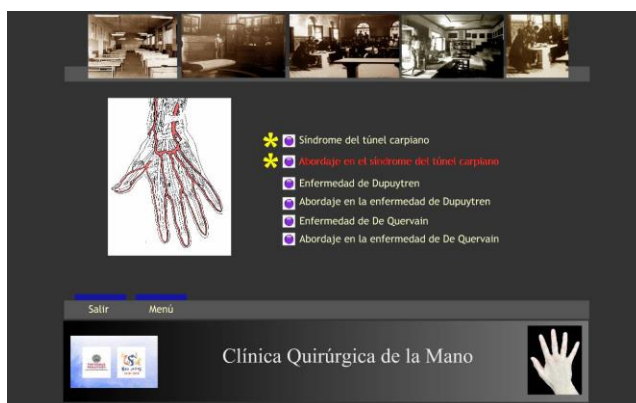 Síndrome del túnel carpiano
Abordaje en el síndrome del túnel carpiano
Enfermedad de Dupuytren
Abordaje en la enfermedad de Dupuytren
Enfermedad de De Quervain
Abordaje en la enfermedad de De Quervain
Salir Menú
Clínica Quirúrgica de la Mano